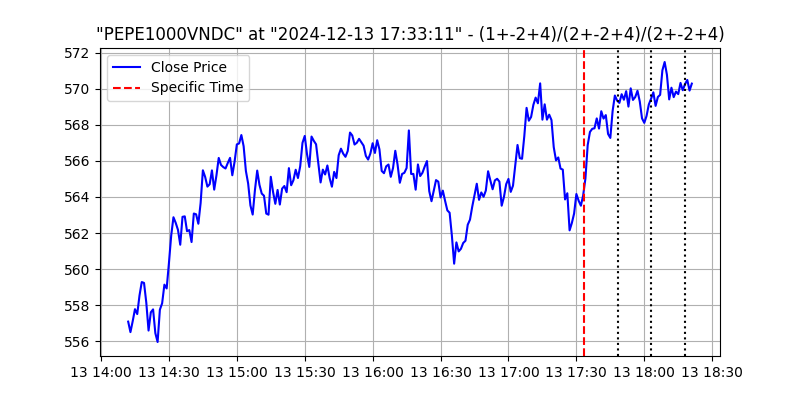 "PEPE1000VNDC" at "2024-12-13 17:33:11" - (1+-2+4)/(2+-2+4)/(2+-2+4)
Close Price
Specific Time
572
570
568
566
564
562
560
558
556
13 14:00 13 14:30 13 15:00 13 15:30 13 16:00 13 16:30 13 17:00 13 17:30 13 18:00 13 18:30